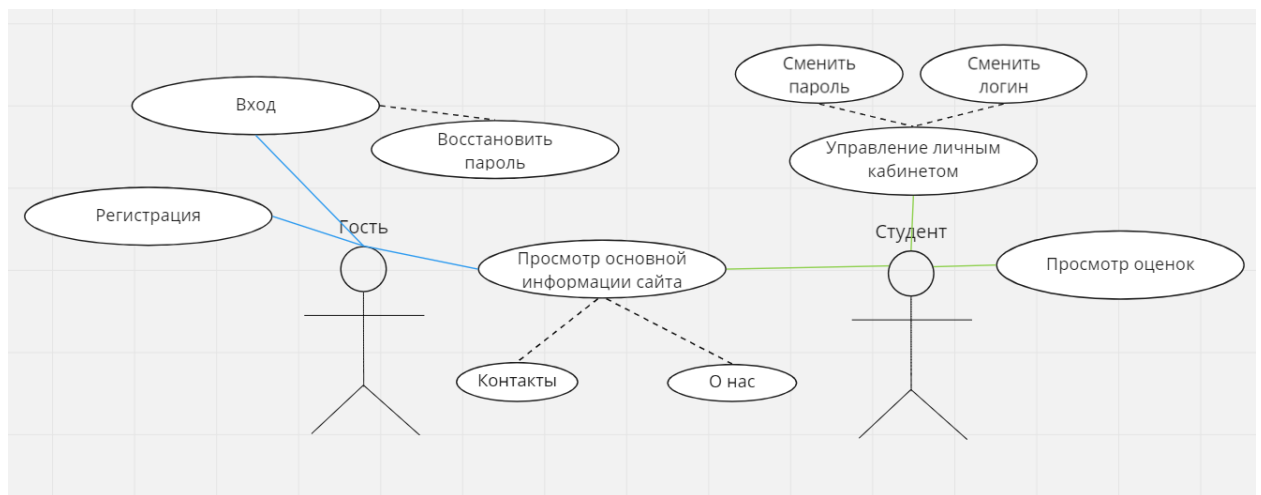 Сменить
пароль
Сменить
логин
Вход
Восстановить
пароль
Управление личным
кабинетом
Регистрация
Гость
Студент
Просмотр основной
информации сайта
Просмотр оценок
Контакты
О нас